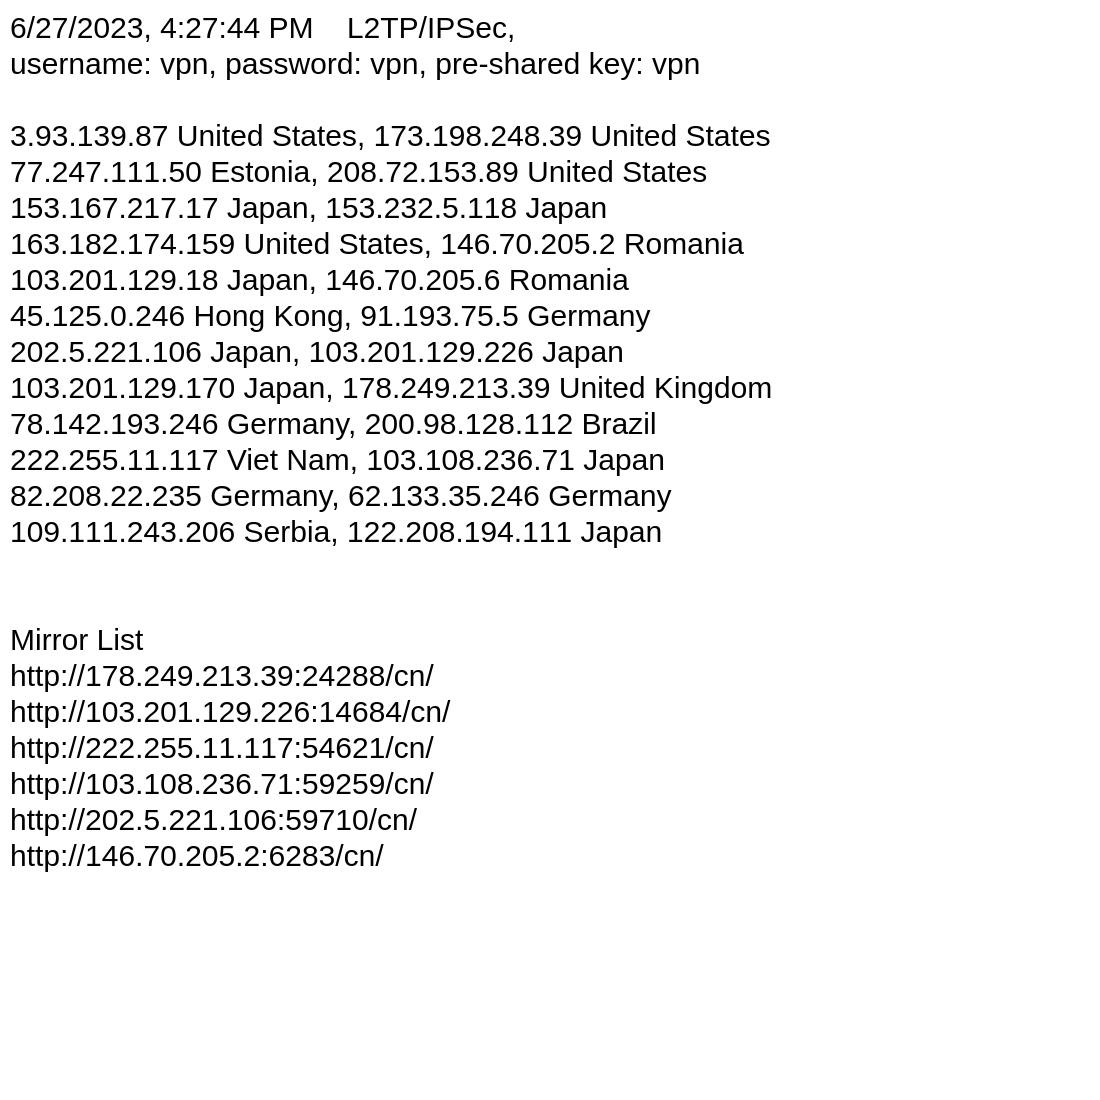 6/27/2023, 4:27:44 PM    L2TP/IPSec,
username: vpn, password: vpn, pre-shared key: vpn
3.93.139.87 United States, 173.198.248.39 United States
77.247.111.50 Estonia, 208.72.153.89 United States
153.167.217.17 Japan, 153.232.5.118 Japan
163.182.174.159 United States, 146.70.205.2 Romania
103.201.129.18 Japan, 146.70.205.6 Romania
45.125.0.246 Hong Kong, 91.193.75.5 Germany
202.5.221.106 Japan, 103.201.129.226 Japan
103.201.129.170 Japan, 178.249.213.39 United Kingdom
78.142.193.246 Germany, 200.98.128.112 Brazil
222.255.11.117 Viet Nam, 103.108.236.71 Japan
82.208.22.235 Germany, 62.133.35.246 Germany
109.111.243.206 Serbia, 122.208.194.111 Japan
Mirror List
http://178.249.213.39:24288/cn/
http://103.201.129.226:14684/cn/
http://222.255.11.117:54621/cn/
http://103.108.236.71:59259/cn/
http://202.5.221.106:59710/cn/
http://146.70.205.2:6283/cn/